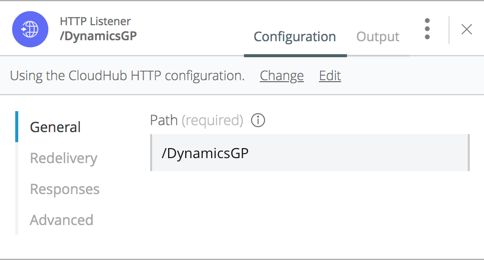 HTTP Listener
/DynamicsGP
Configuration
Output
Using the CloudHub HTTP configuration. Change Edit
General
Redelivery
Responses
Advanced
Path (required)
/DynamicsGP